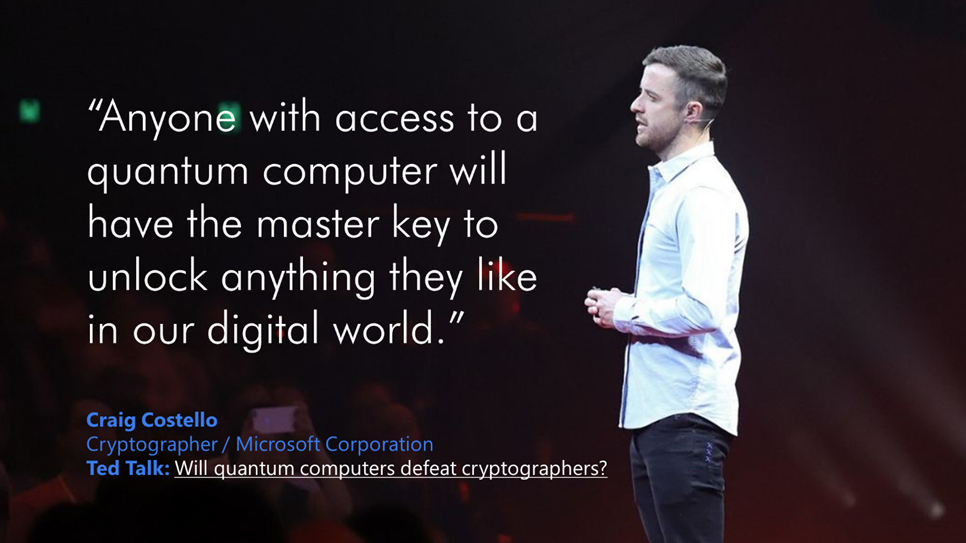 “Anyone with access to a
quantum computer will
have the master key to
unlock anything they like
in our digital world.”
Craig Costello
Cryptographer / Microsoft Corporation
Ted Talk: Will quantum computers defeat cryptographers?